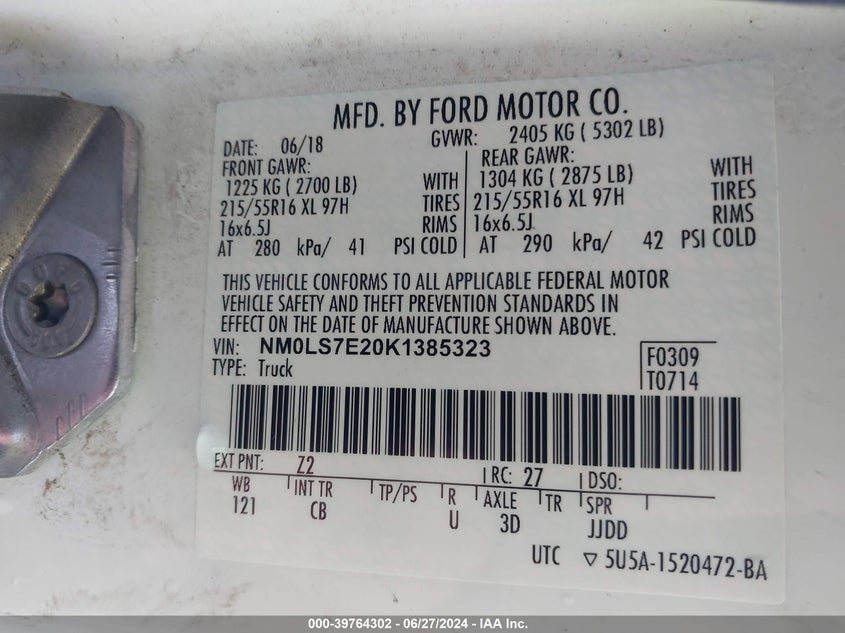 MFD. BY FORD MOTOR CO.
DATE: 06/18 GVWR: 2405 KG ( 5302 LB)
FRONT GAWR: REAR GAWR:
1225 KG ( 2700 LB) WITH 1304 KG ( 2875 LB) WITH
215/55R16 XL 97H TIRES 215/55R16 XL 97H TIRES
16x6.5J RIMS 16x6.5J RIMS
AT 280 kPa/ 41 PSI COLD AT 290 kPa/ 42 PSI COLD
THIS VEHICLE CONFORMS TO ALL APPLICABLE FEDERAL MOTOR
VEHICLE SAFETY AND THEFT PREVENTION STANDARDS IN
EFFECT ON THE DATE OF MANUFACTURE SHOWN ABOVE.
VIN: NM0LS7E20K1385323 F0309
TYPE: Truck T0714
EXT PNT: Z2 RC: 27 DSO:
WB INT TR TP/PS R AXLE TR SPR
121 CB U 3D JJDD
UTC ▽ 5U5A-1520472-BA
000-39764302 - 06/27/2024 - IAA Inc.